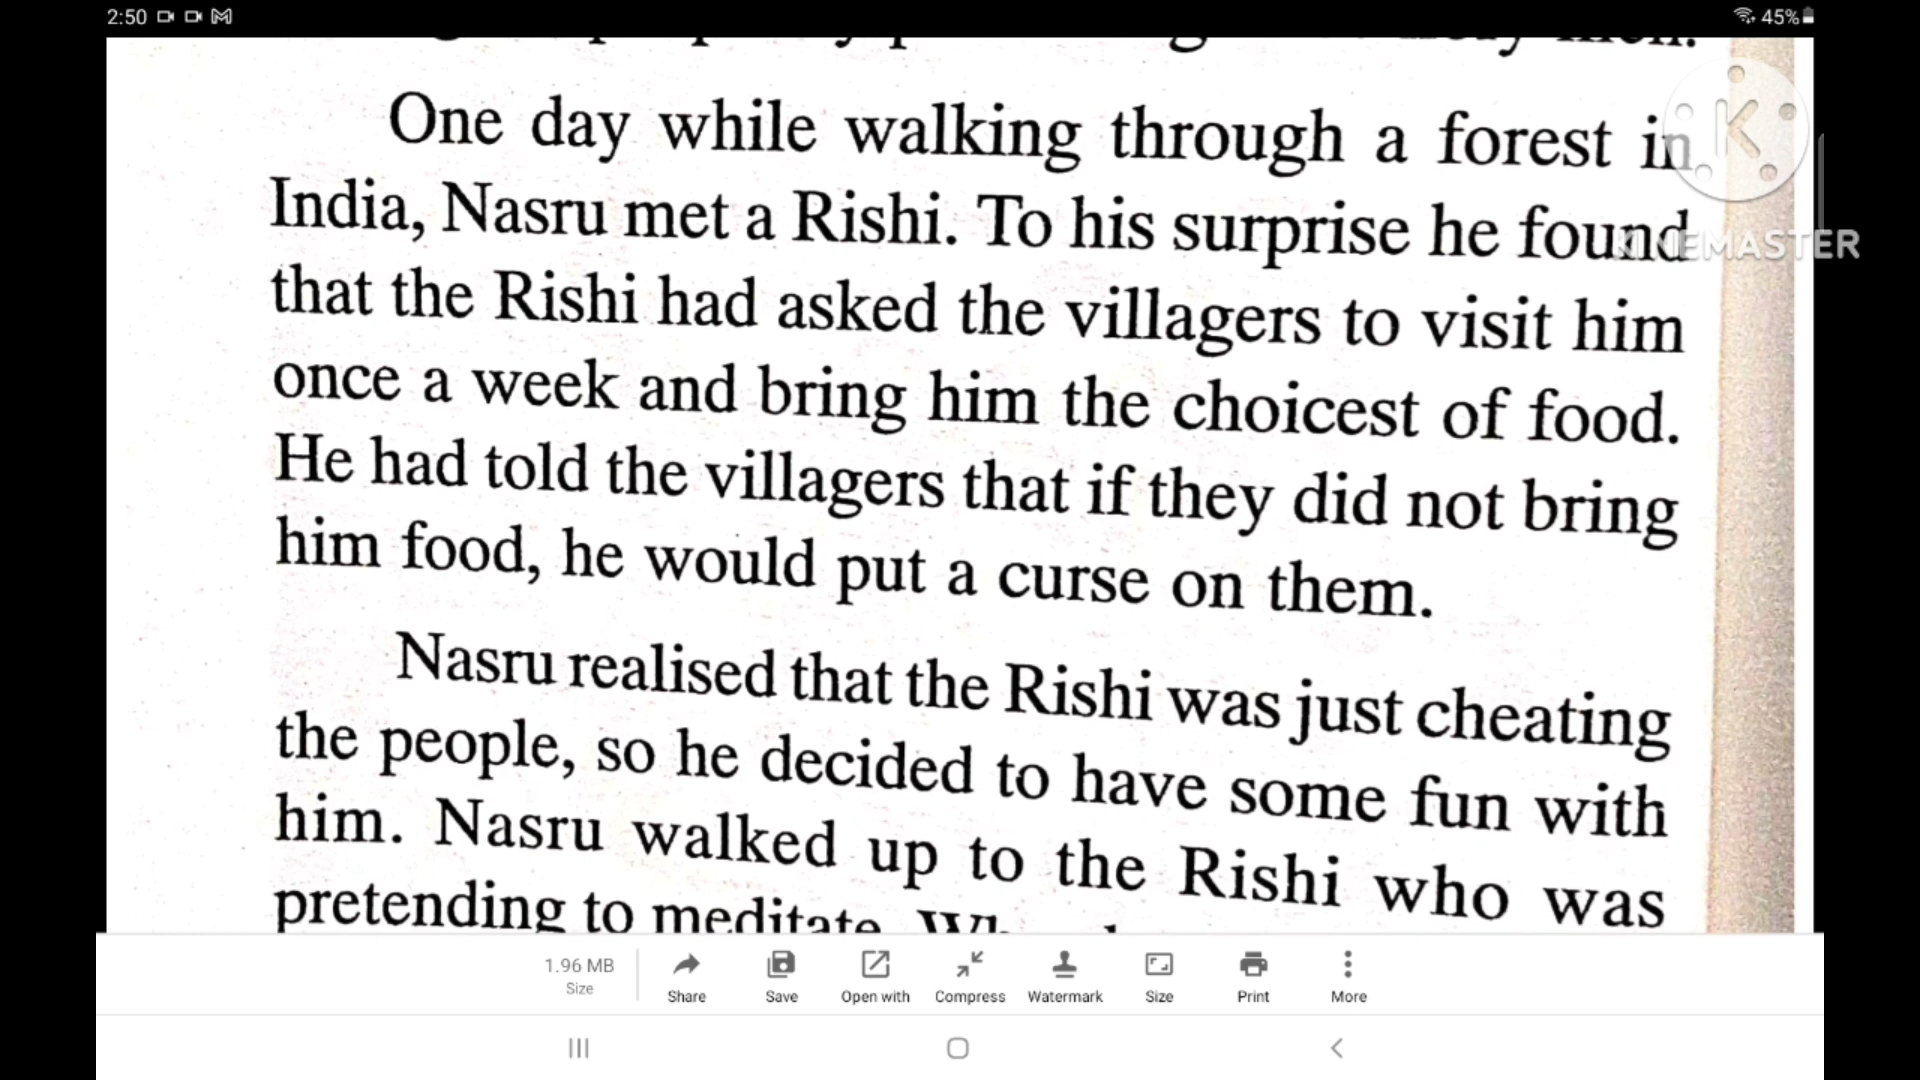 2:50
45%
One day while walking through a forest in
India, Nasru met a Rishi. To his surprise he found
that the Rishi had asked the villagers to visit him
once a week and bring him the choicest of food.
He had told the villagers that if they did not bring
him food, he would put a curse on them.
Nasru realised that the Rishi was just cheating
the people, so he decided to have some fun with
him. Nasru walked up to the Rishi who was
pretending to meditate.
K
KINEMASTER
1.96 MB
Size
Share
Save
Open with
Compress
Watermark
Size
Print
More